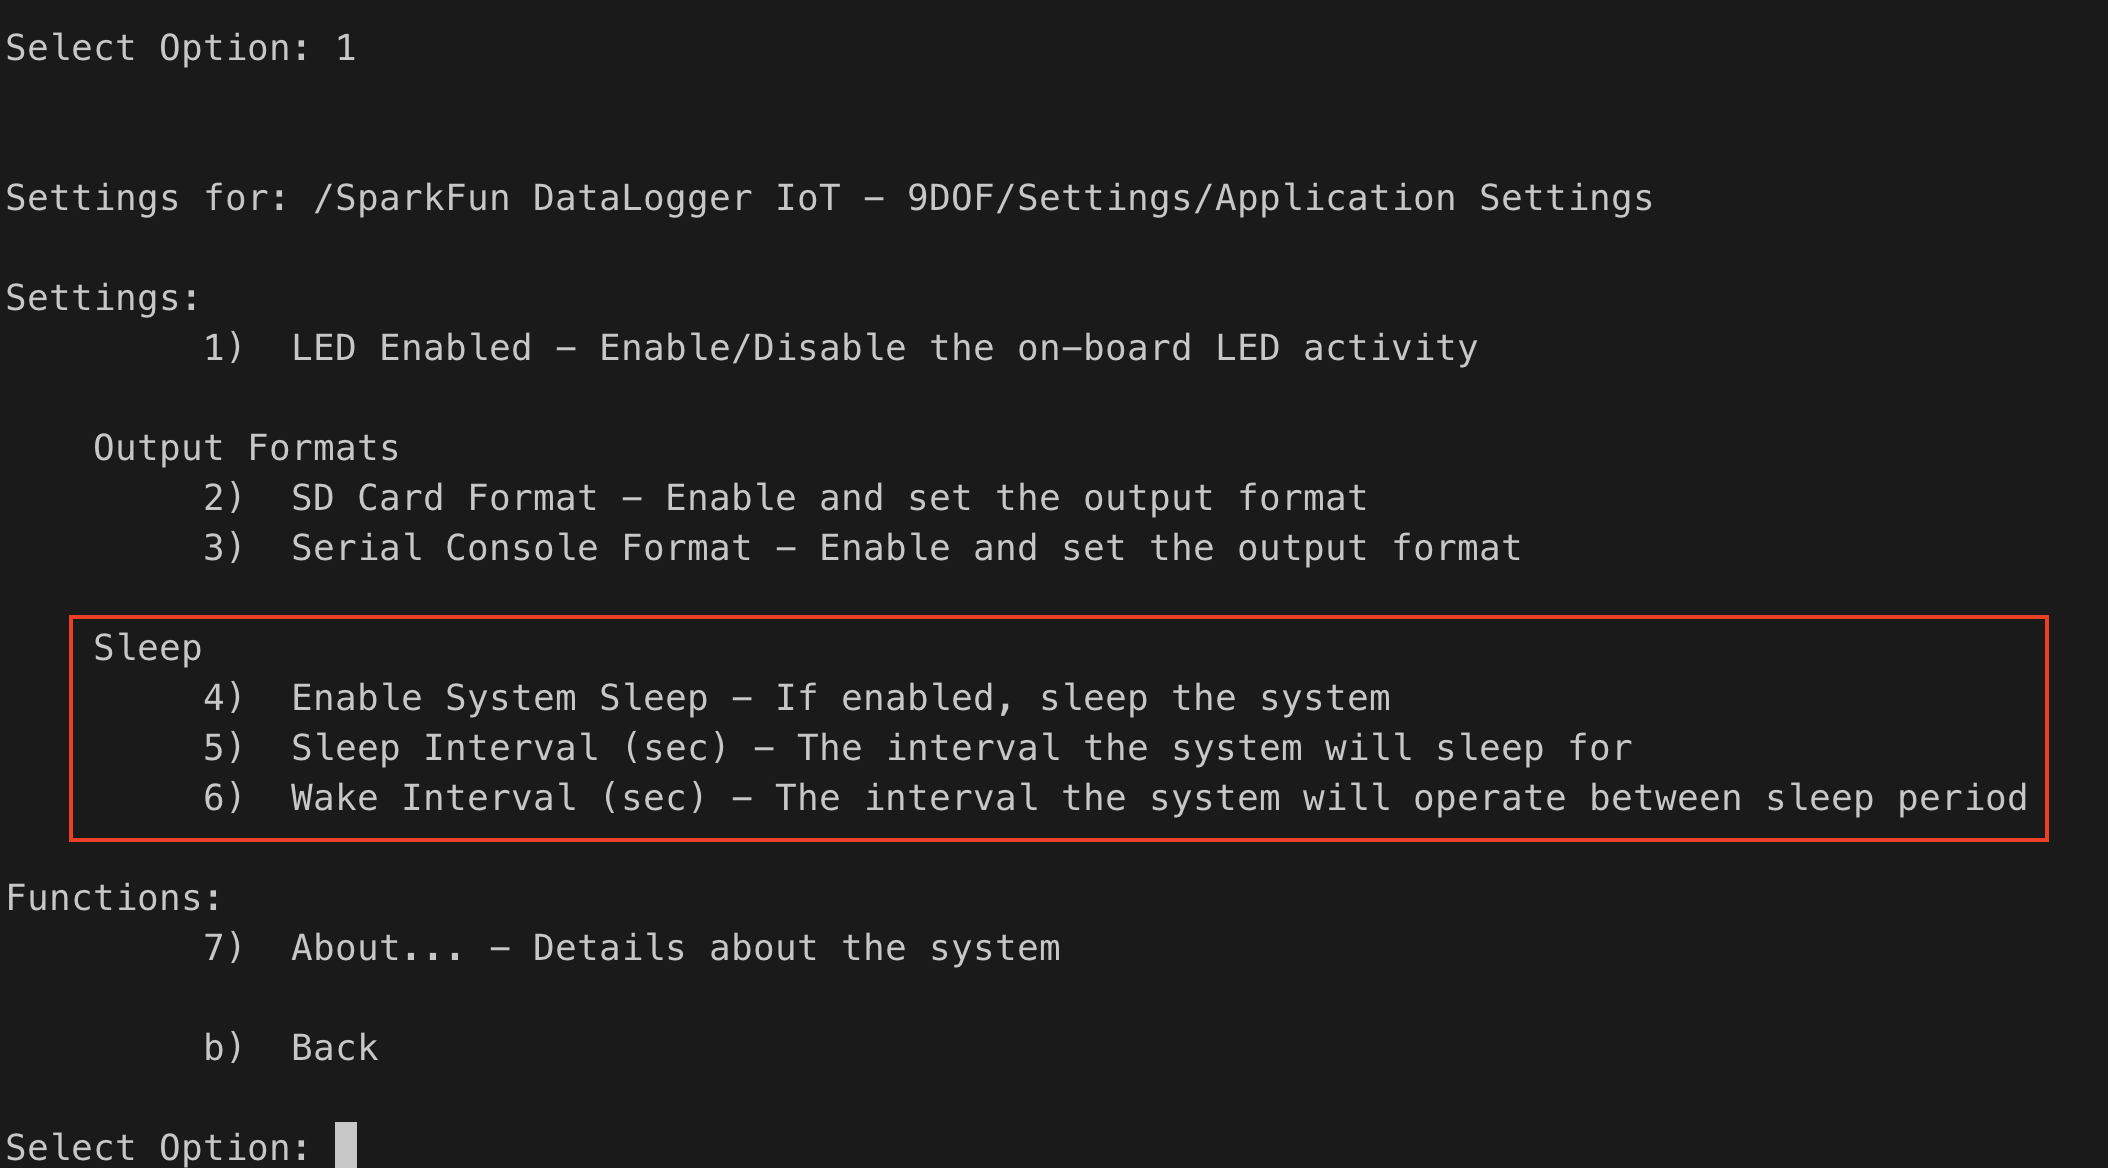 Select Option: 1
Settings for: /SparkFun DataLogger IoT – 9DOF/Settings/Application Settings
Settings:
1) LED Enabled – Enable/Disable the on–board LED activity
Output Formats
2) SD Card Format – Enable and set the output format
3) Serial Console Format – Enable and set the output format
Sleep
4) Enable System Sleep – If enabled, sleep the system
5) Sleep Interval (sec) – The interval the system will sleep for
6) Wake Interval (sec) – The interval the system will operate between sleep period
Functions:
7) About... – Details about the system
b) Back
Select Option: